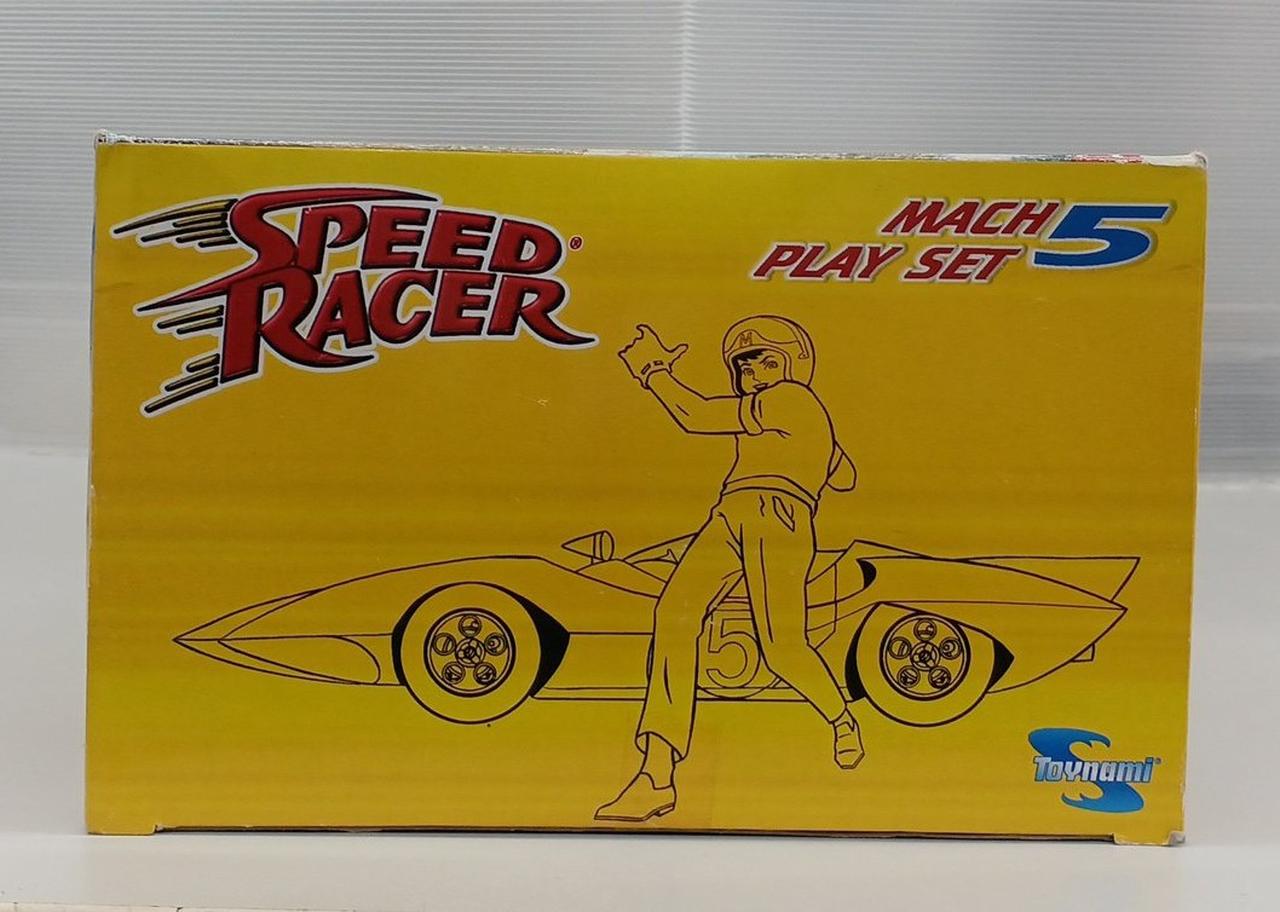 SPEED
RACER®
MACH 5
PLAY SET
M
5
Toynami®